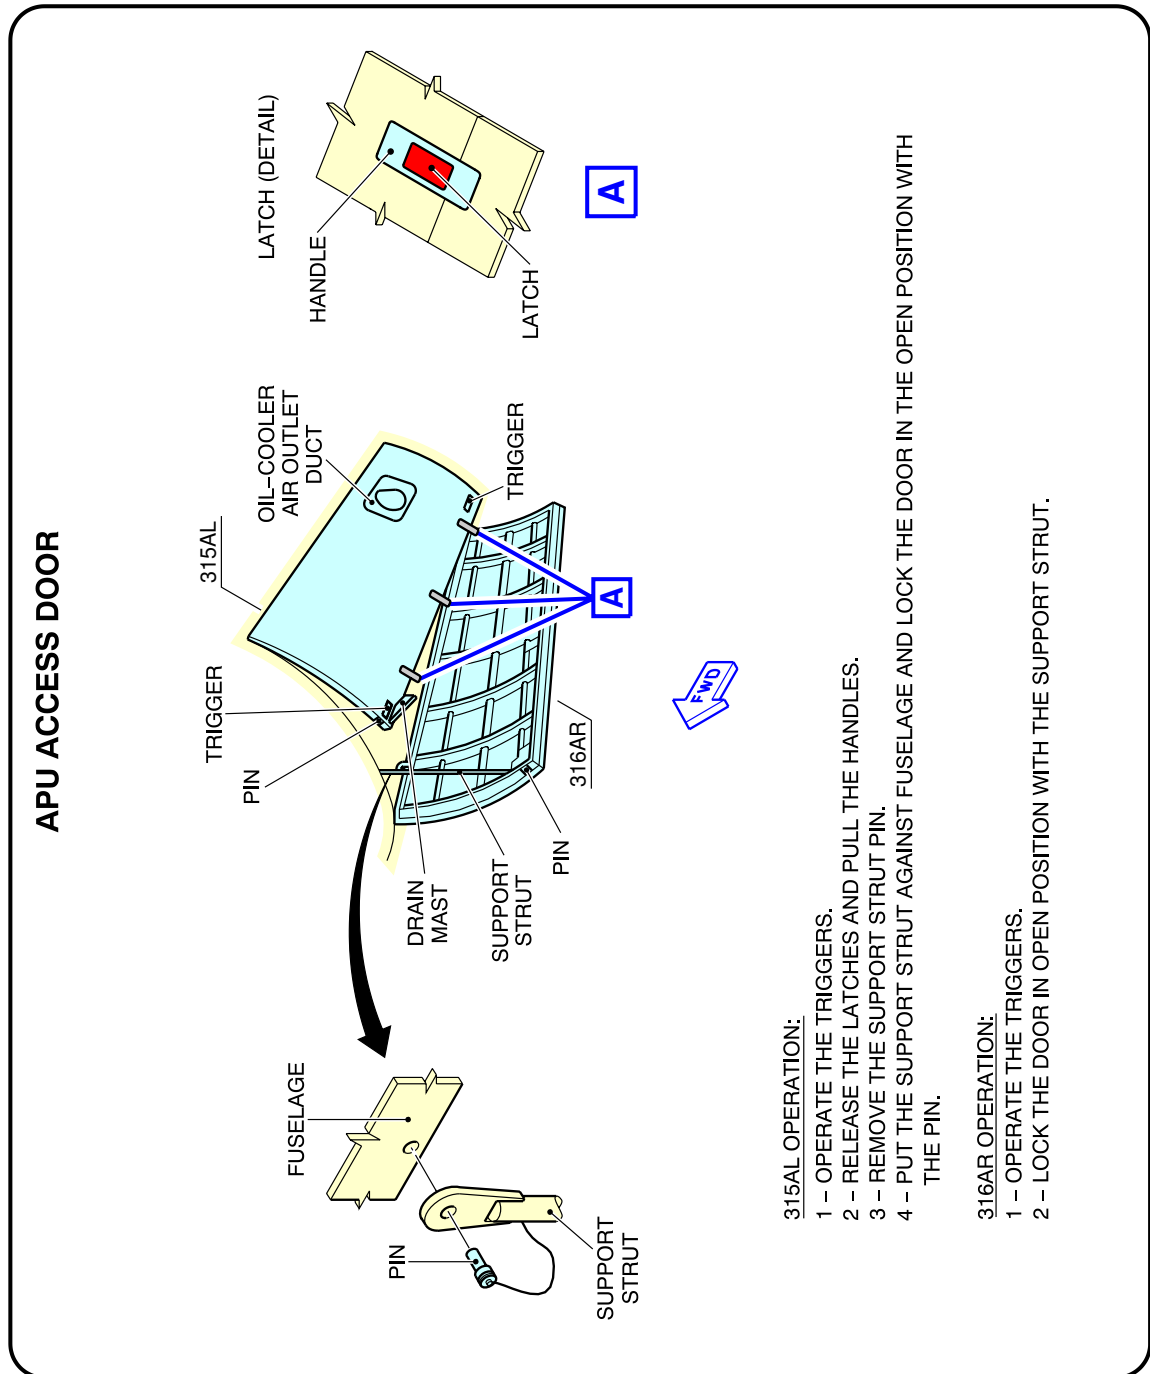 APU ACCESS DOOR
FUSELAGE
PIN
SUPPORT
STRUT
PIN
TRIGGER
315AL
OIL–COOLER
AIR OUTLET
DUCT
TRIGGER
DRAIN
MAST
SUPPORT
STRUT
PIN
316AR
A
FWD
LATCH (DETAIL)
HANDLE
LATCH
A
315AL OPERATION:
1 – OPERATE THE TRIGGERS.
2 – RELEASE THE LATCHES AND PULL THE HANDLES.
3 – REMOVE THE SUPPORT STRUT PIN.
4 – PUT THE SUPPORT STRUT AGAINST FUSELAGE AND LOCK THE DOOR IN THE OPEN POSITION WITH
THE PIN.
316AR OPERATION:
1 – OPERATE THE TRIGGERS.
2 – LOCK THE DOOR IN OPEN POSITION WITH THE SUPPORT STRUT.